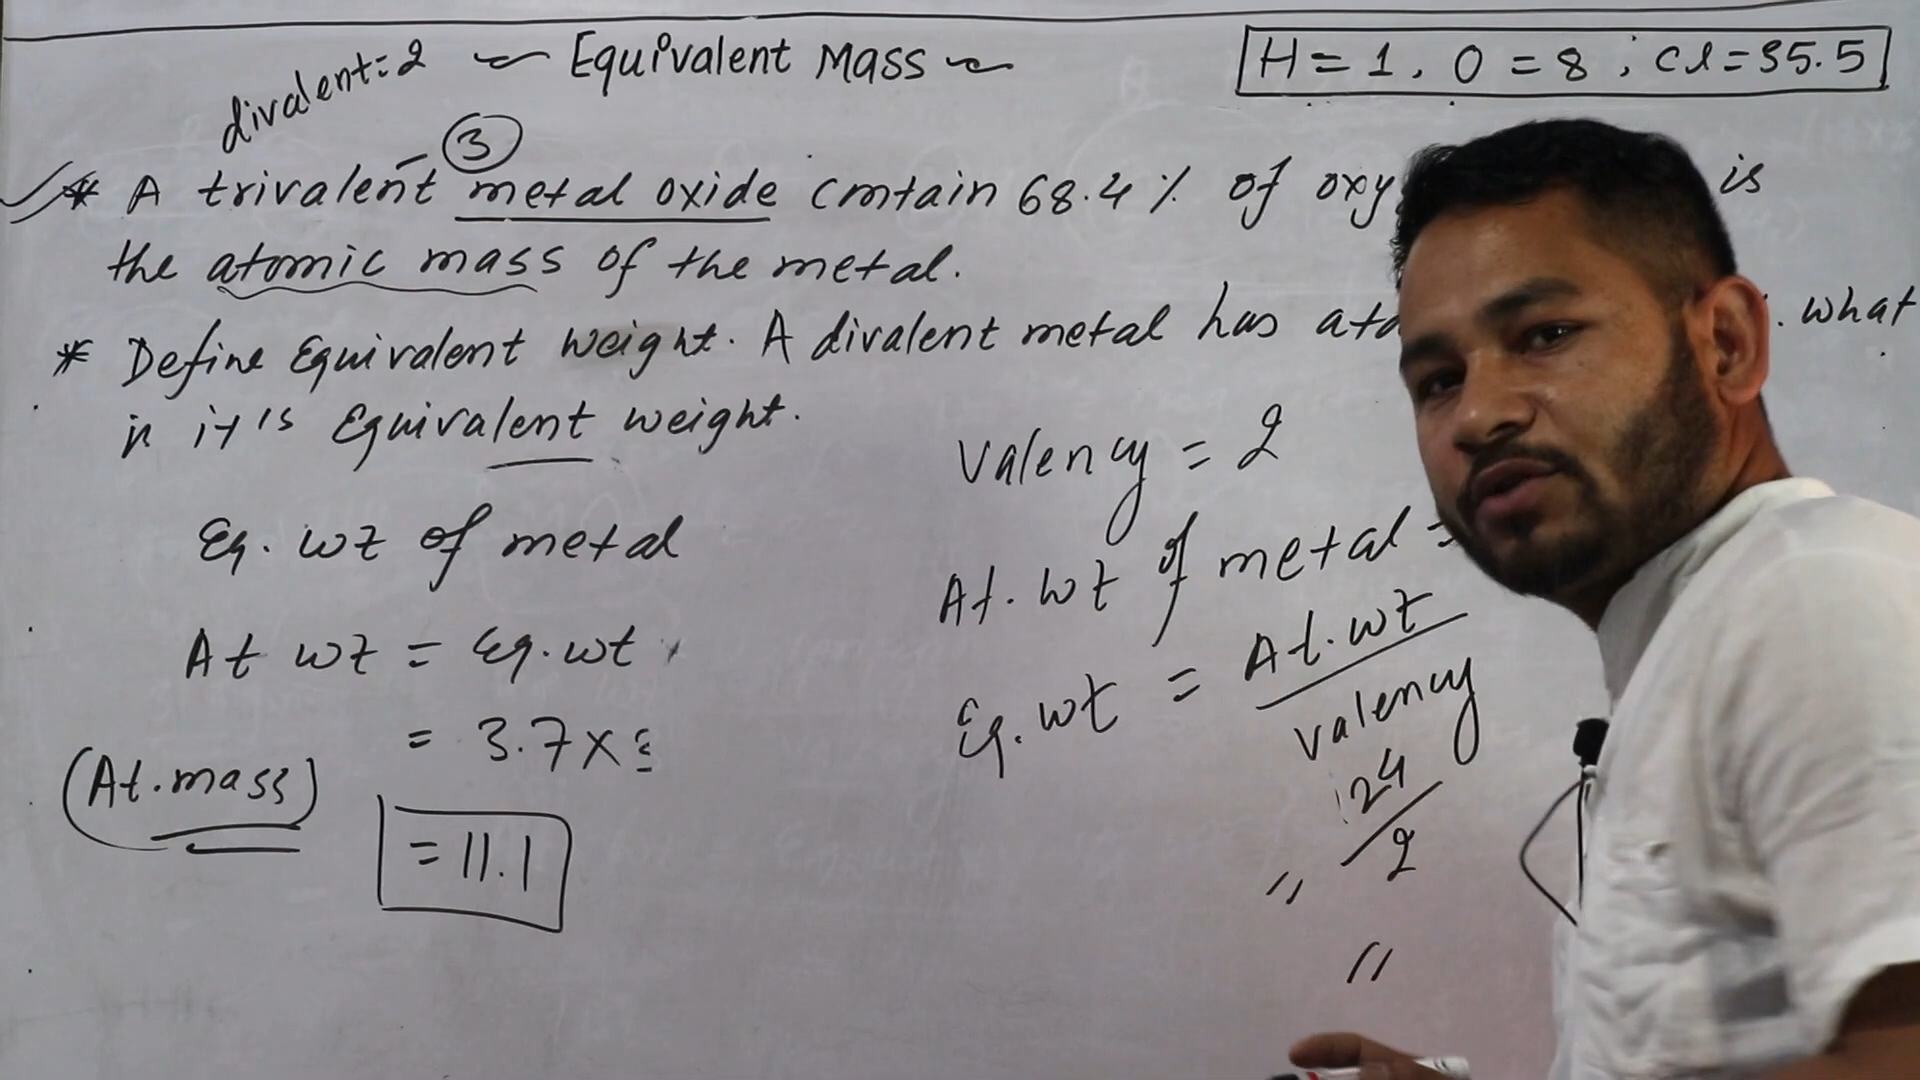 divalent=2 ~ Equivalent Mass ~
H = 1, O = 8 ; Cl = 35.5
3
* A trivalent metal oxide contain 68.4 % of oxy is
the atomic mass of the metal.
* Define Equivalent weight. A divalent metal has ato . what
is it's Equivalent weight.
Valency = 2
Eq. wt of metal
At. wt of metal =
At wt = Eq. wt
Eq. wt = At. wt
valency
= 3.7 x
(At. mass)
24
= 11.1
= 2
=